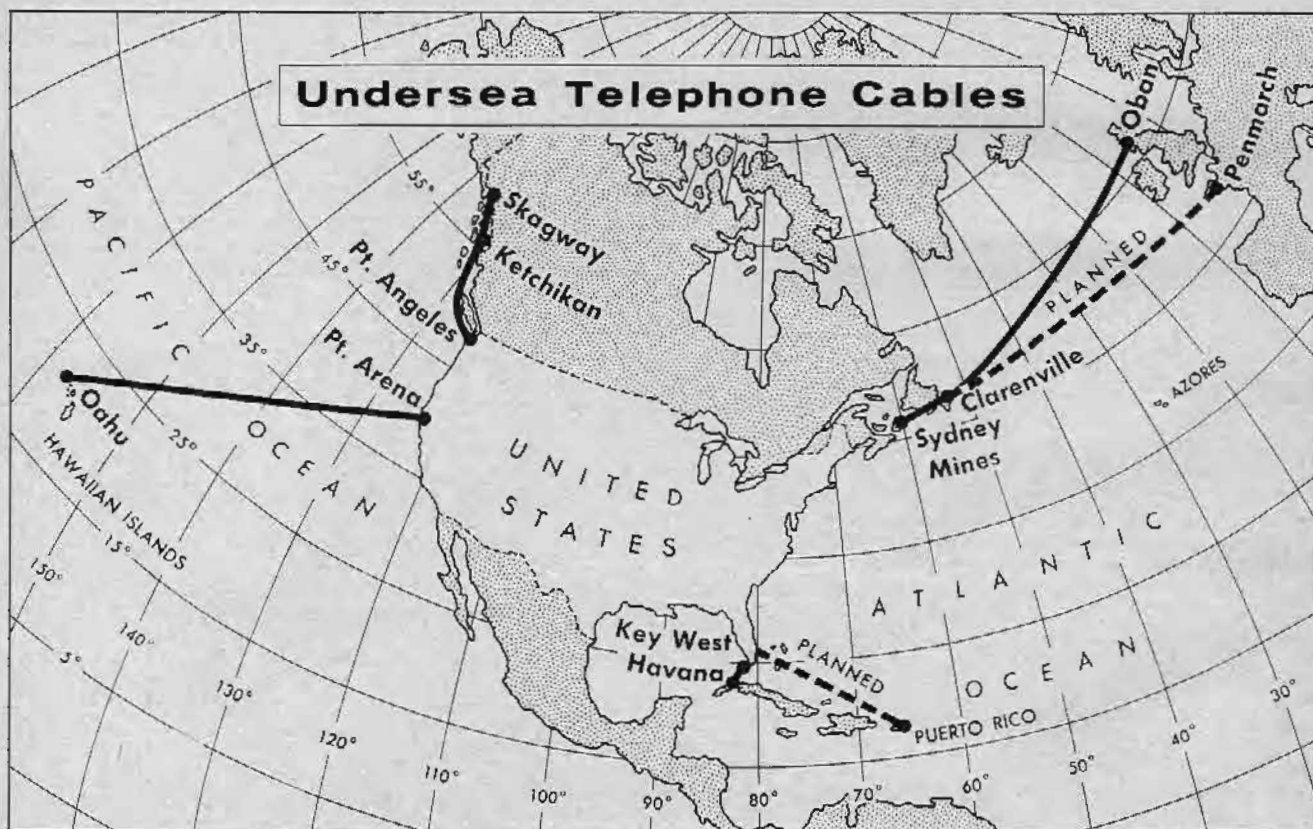 Undersea Telephone Cables
Oban
Penmarch
PLANNED
Skagway
Ketchikan
Pt. Angeles
Pt. Arena
Oahu
HAWAIIAN ISLANDS
PACIFIC
OCEAN
55°
45°
35°
25°
15°
5°
UNITED
STATES
Clarenville
Sydney
Mines
AZORES
ATLANTIC
OCEAN
Key West
Havana
PLANNED
PUERTO RICO
150°
140°
130°
120°
110°
100°
90°
80°
70°
60°
50°
40°
30°